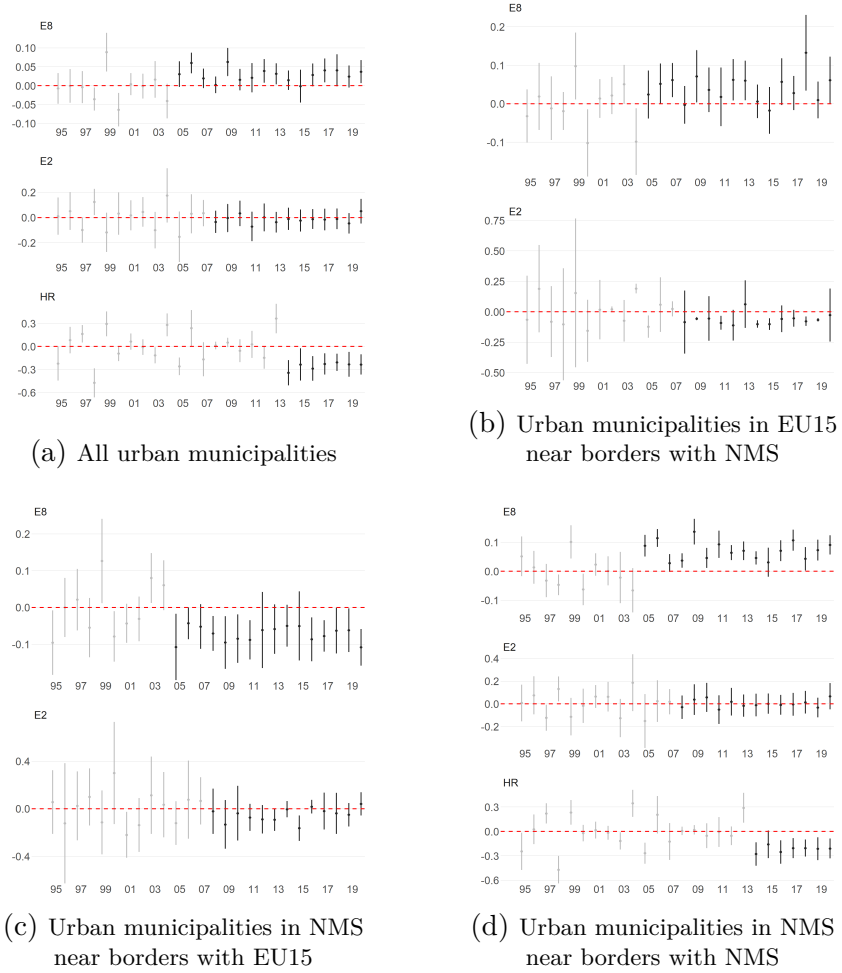 E8
0.10
0.05
0.00
-0.05
-0.10
95 97 99 01 03 05 07 09 11 13 15 17 19
E2
0.2
0.0
-0.2
95 97 99 01 03 05 07 09 11 13 15 17 19
HR
0.3
0.0
-0.3
-0.6
95 97 99 01 03 05 07 09 11 13 15 17 19
(a) All urban municipalities
E8
0.2
0.1
0.0
-0.1
95 97 99 01 03 05 07 09 11 13 15 17 19
E2
0.75
0.50
0.25
0.00
-0.25
-0.50
95 97 99 01 03 05 07 09 11 13 15 17 19
(b) Urban municipalities in EU15
near borders with NMS
E8
0.2
0.1
0.0
-0.1
95 97 99 01 03 05 07 09 11 13 15 17 19
E2
0.4
0.0
-0.4
95 97 99 01 03 05 07 09 11 13 15 17 19
(c) Urban municipalities in NMS
near borders with EU15
E8
0.1
0.0
-0.1
95 97 99 01 03 05 07 09 11 13 15 17 19
E2
0.4
0.2
0.0
-0.2
95 97 99 01 03 05 07 09 11 13 15 17 19
HR
0.3
0.0
-0.3
-0.6
95 97 99 01 03 05 07 09 11 13 15 17 19
(d) Urban municipalities in NMS
near borders with NMS